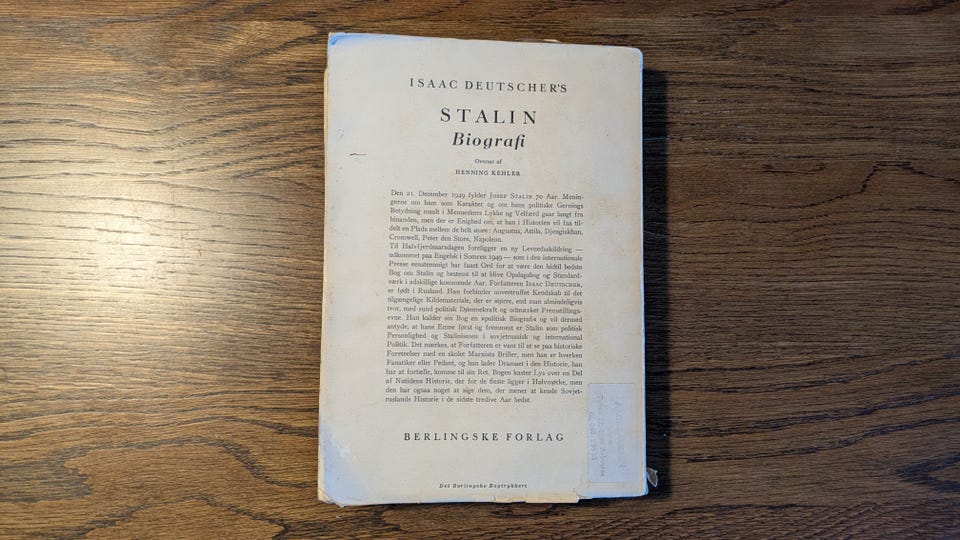 ISAAC DEUTSCHER'S
STALIN
Biografi
Oversat af
HENNING KEHLER
Den 21. December 1949 fylder JOSEF STALIN 70 Aar. Menin-
gerne om ham som Karakter og om hans politiske Gernings
Betydning maalt i Menneskers Lykke og Velfærd gaar langt fra
hinanden, men der er Enighed om, at han i Historien vil faa til-
delt en Plads mellem de helt store: Augustus, Attila, Djengiskhan,
Cromwell, Peter den Store, Napoleon.
Til Halvfjerdsaarsdagen foreligger en ny Levnedsskildring —
udkommet paa Engelsk i Somren 1949 — som i den internationale
Presse eenstemmigt har faaet Ord for at være den hidtil bedste
Bog om Stalin og bestemt til at blive Opslagsbog og Standard-
værk i adskillige kommende Aar. Forfatteren ISAAC DEUTSCHER,
er født i Rusland. Han forbinder uovertruffet Kendskab til det
tilgængelige Kildemateriale, der er større, end man almindeligvis
tror, med sund politisk Dømmekraft og udmærket Fremstillings-
evne. Han kalder sin Bog en »politisk Biografi« og vil dermed
antyde, at hans Emne først og fremmest er Stalin som politisk
Personlighed og Stalinismen i sovjetrussisk og international
Politik. Det mærkes, at Forfatteren er vant til at se paa historiske
Foreteelser med en skolet Marxists Briller, men han er hverken
Fanatiker eller Pedant, og han lader Dramaet i den Historie, han
har at fortælle, komme til sin Ret. Bogen kaster Lys over en Del
af Nutidens Historie, der for de fleste ligger i Halvmørke, men
den har ogsaa noget at sige dem, der mener at kende Sovjet-
ruslands Historie i de sidste tredive Aar bedst.
BERLINGSKE FORLAG
Det Berlingske Bogtrykkeri